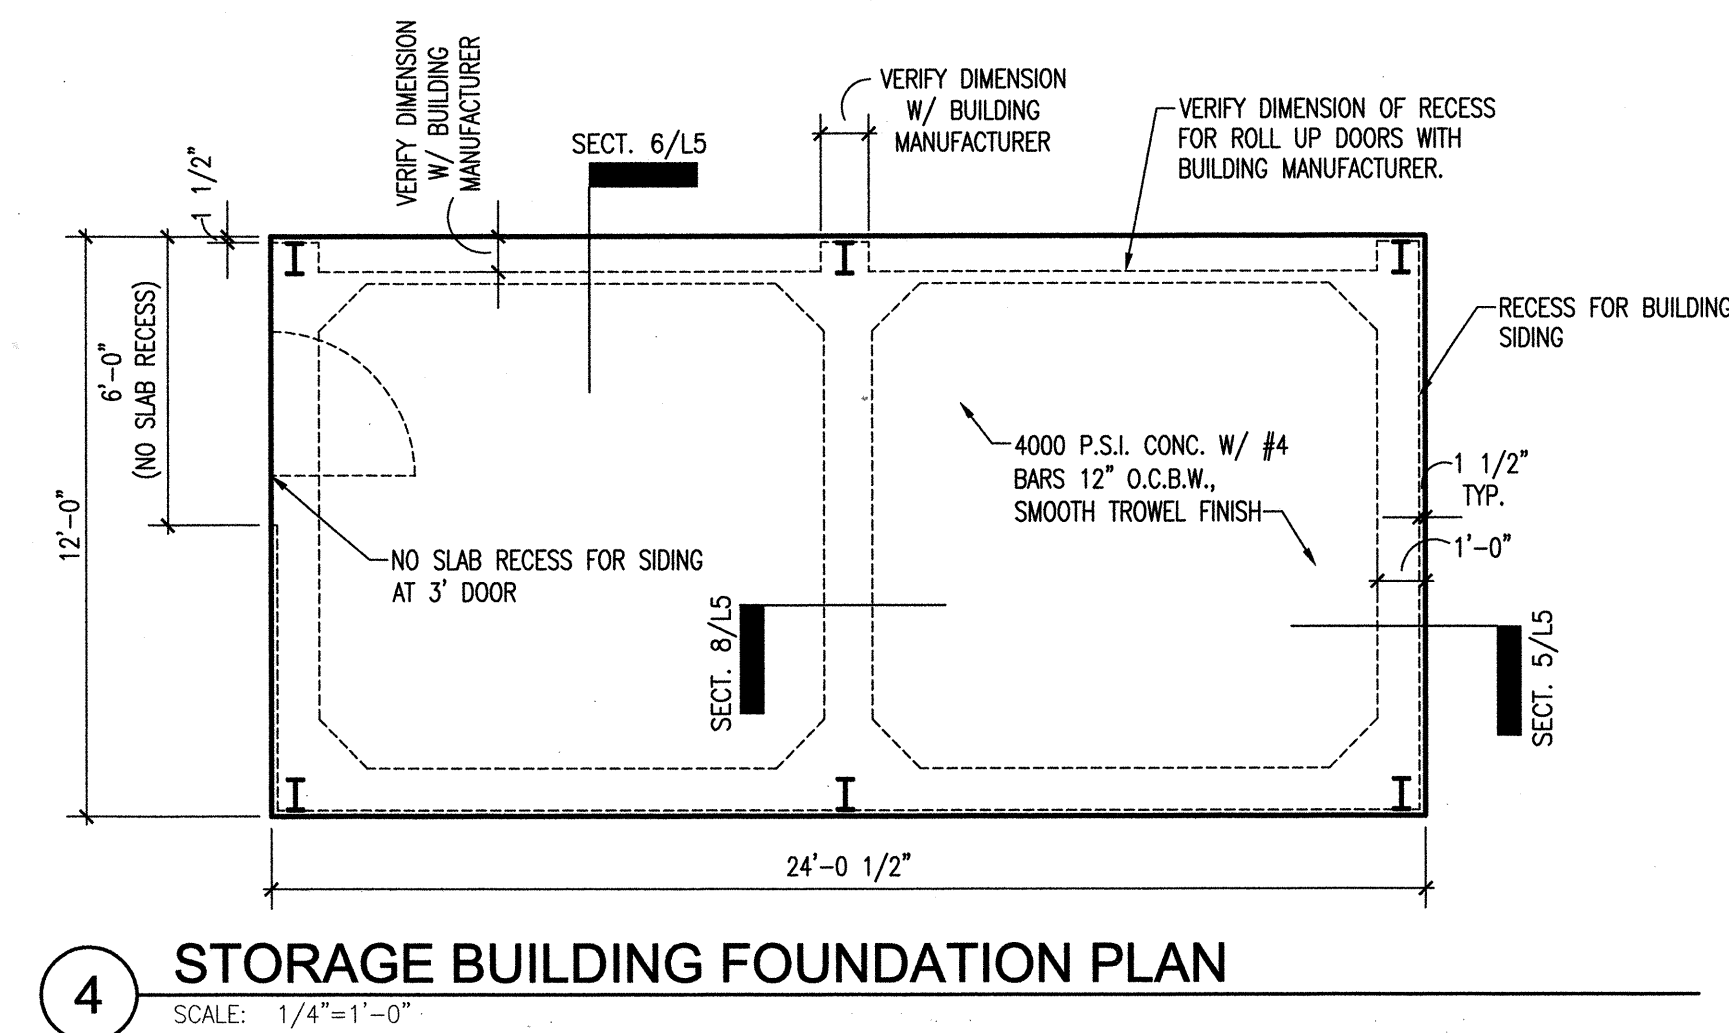 VERIFY DIMENSION
W/ BUILDING
MANUFACTURER
VERIFY DIMENSION
W/ BUILDING
MANUFACTURER
VERIFY DIMENSION OF RECESS
FOR ROLL UP DOORS WITH
BUILDING MANUFACTURER.
SECT. 6/L5
1 1/2"
6'-0"
(NO SLAB RECESS)
12'-0"
RECESS FOR BUILDING
SIDING
4000 P.S.I. CONC. W/ #4
BARS 12" O.C.B.W.,
SMOOTH TROWEL FINISH
1 1/2"
TYP.
1'-0"
NO SLAB RECESS FOR SIDING
AT 3' DOOR
SECT. 8/L5
SECT. 5/L5
24'-0 1/2"
4
STORAGE BUILDING FOUNDATION PLAN
SCALE: 1/4"=1'-0"